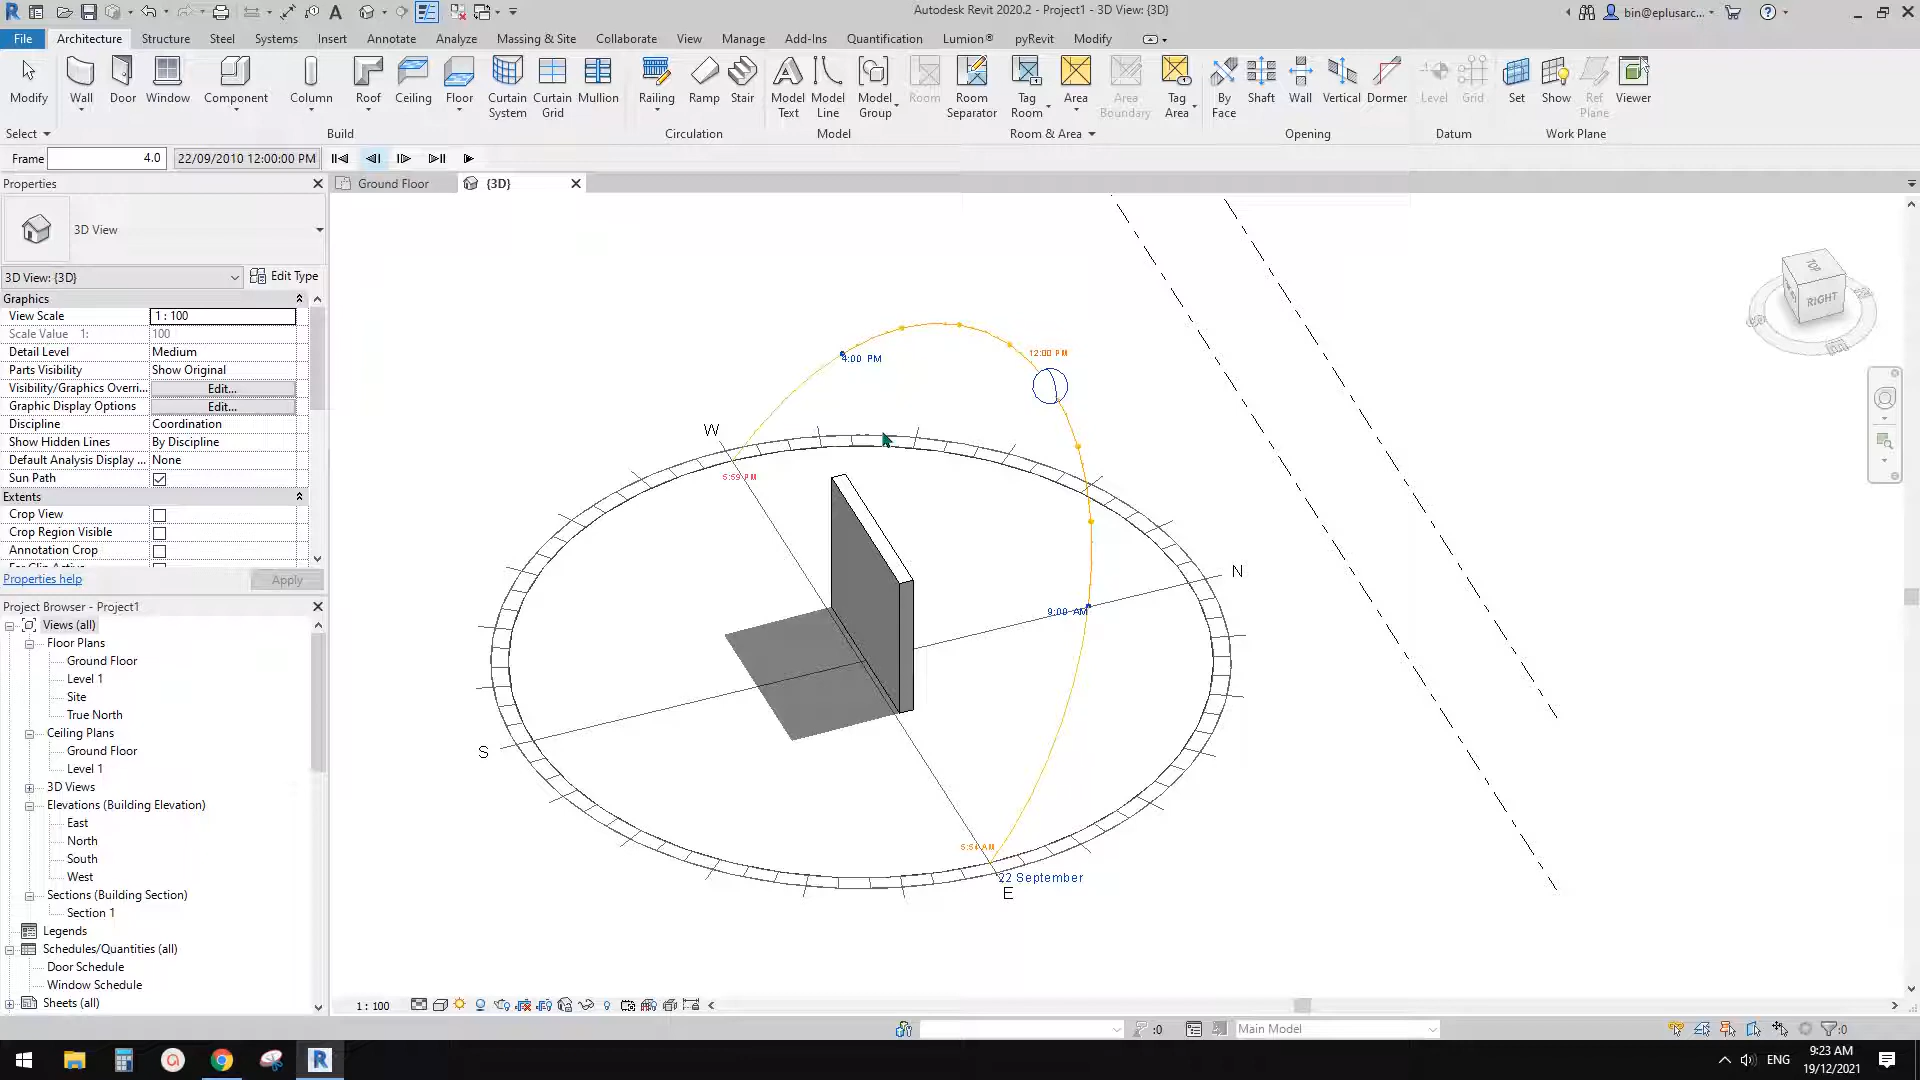 Autodesk Revit 2020.2 - Project1 - 3D View: {3D}
bin@eplusarc...
File Architecture Structure Steel Systems Insert Annotate Analyze Massing & Site Collaborate View Manage Add-Ins Quantification Lumion® pyRevit Modify
Modify Wall Door Window Component Column Roof Ceiling Floor Curtain System Curtain Grid Mullion Railing Ramp Stair Model Text Model Line Model Group Room Room Separator Tag Room Area Area Boundary Tag Area By Face Shaft Wall Vertical Dormer Level Grid Set Show Ref Plane Viewer
Select Build Circulation Model Room & Area Opening Datum Work Plane
Frame 4.0 22/09/2010 12:00:00 PM
Properties
Ground Floor {3D}
3D View
3D View: {3D} Edit Type
Graphics
View Scale 1 : 100
Scale Value 1: 100
Detail Level Medium
Parts Visibility Show Original
Visibility/Graphics Overri... Edit...
Graphic Display Options Edit...
Discipline Coordination
Show Hidden Lines By Discipline
Default Analysis Display ... None
Sun Path
Extents
Crop View
Crop Region Visible
Annotation Crop
Properties help Apply
Project Browser - Project1
Views (all)
Floor Plans
Ground Floor
Level 1
Site
True North
Ceiling Plans
Ground Floor
Level 1
3D Views
Elevations (Building Elevation)
East
North
South
West
Sections (Building Section)
Section 1
Legends
Schedules/Quantities (all)
Door Schedule
Window Schedule
Sheets (all)
TOP
RIGHT
12:00 PM
4:00 PM
W
5:59 PM
N
9:00 AM
S
22 September
E
1 : 100
:0 Main Model :0
ENG
9:23 AM
19/12/2021